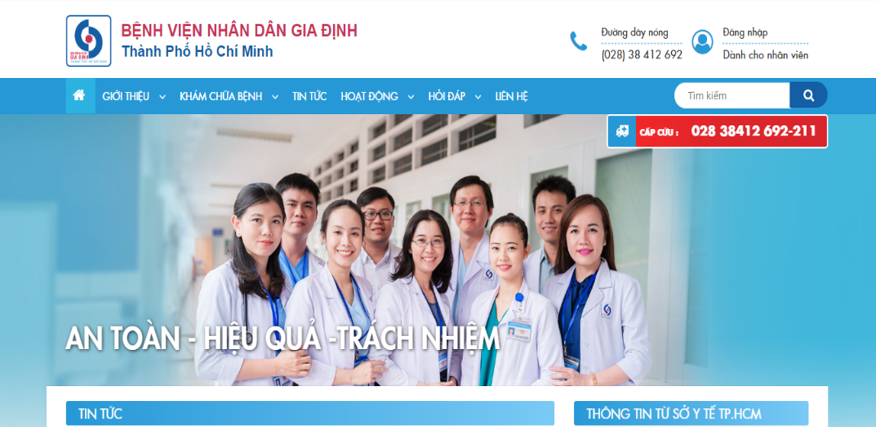 BỆNH VIỆN NHÂN DÂN GIA ĐỊNH
Thành Phố Hồ Chí Minh
Đường dây nóng
(028) 38 412 692
Đăng nhập
Dành cho nhân viên
GIỚI THIỆU
KHÁM CHỮA BỆNH
TIN TỨC
HOẠT ĐỘNG
HỎI ĐÁP
LIÊN HỆ
Tìm kiếm
CẤP CỨU : 028 38412 692-211
AN TOÀN - HIỆU QUẢ -TRÁCH NHIỆM
TIN TỨC
THÔNG TIN TỪ SỞ Y TẾ TP.HCM